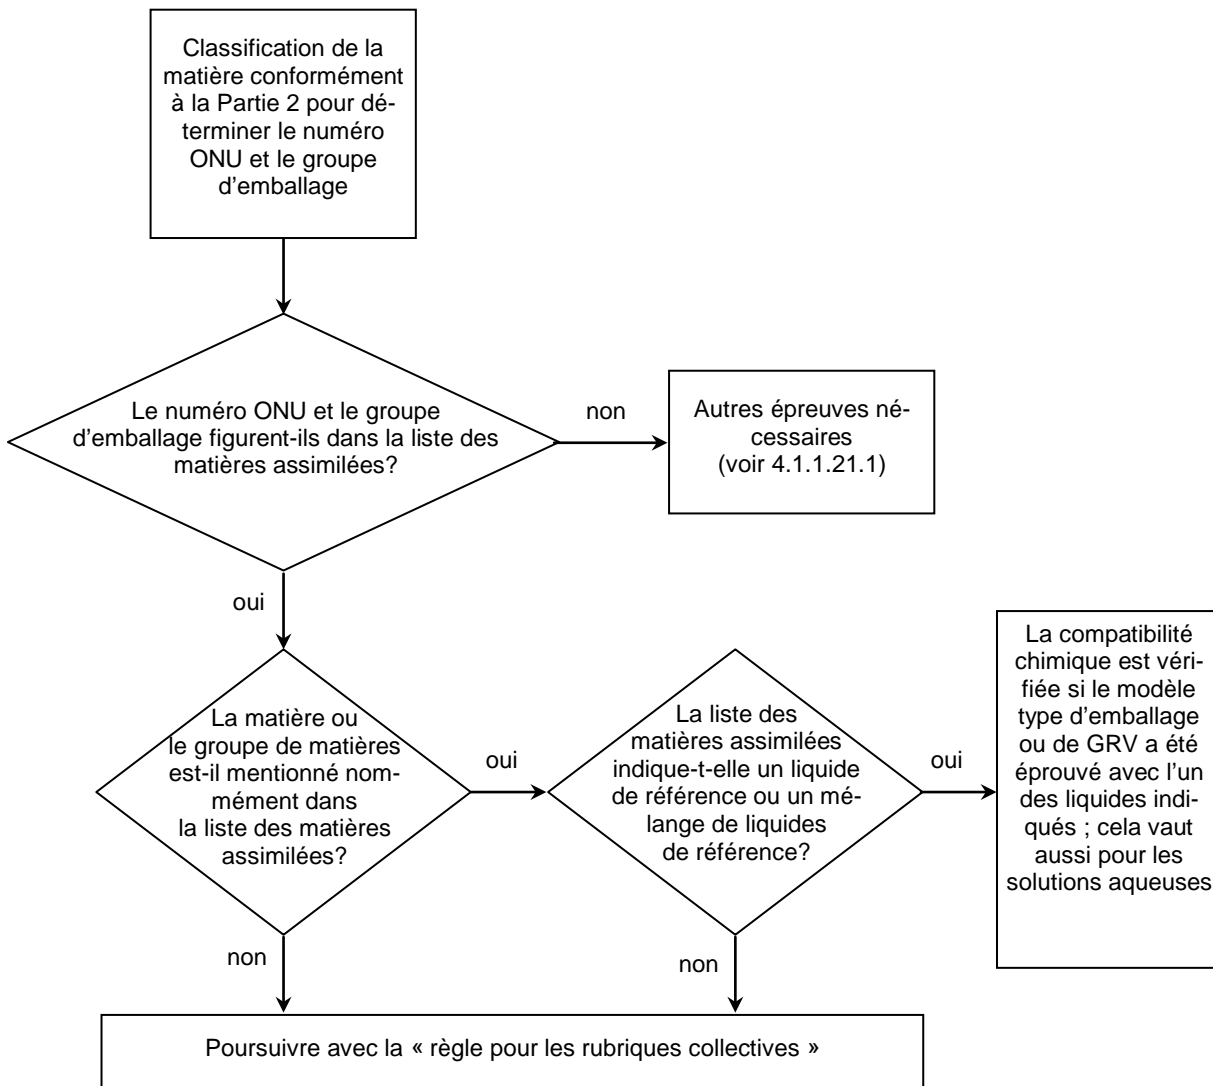 Classification de la
matière conformément
à la Partie 2 pour dé-
terminer le numéro
ONU et le groupe
d'emballage
Le numéro ONU et le groupe
d'emballage figurent-ils dans la liste des
matières assimilées?
non
Autres épreuves né-
cessaires
(voir 4.1.1.21.1)
oui
La matière ou
le groupe de matières
est-il mentionné nom-
mément dans
la liste des matières
assimilées?
oui
La liste des
matières assimilées
indique-t-elle un liquide
de référence ou un mé-
lange de liquides
de référence?
oui
La compatibilité
chimique est véri-
fiée si le modèle
type d'emballage
ou de GRV a été
éprouvé avec l'un
des liquides indi-
qués ; cela vaut
aussi pour les
solutions aqueuses
non
non
Poursuivre avec la « règle pour les rubriques collectives »